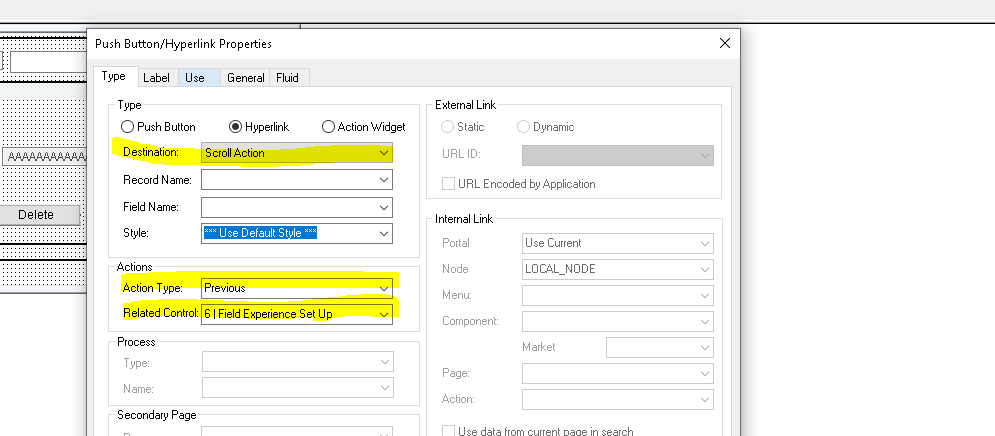 Push Button/Hyperlink Properties
Type Label Use General Fluid
Type
Push Button Hyperlink Action Widget
Destination: Scroll Action
Record Name:
Field Name:
Style: *** Use Default Style ***
Actions
Action Type: Previous
Related Control: 6 | Field Experience Set Up
Process
Type:
Name:
Secondary Page
External Link
Static Dynamic
URL ID:
URL Encoded by Application
Internal Link
Portal Use Current
Node LOCAL_NODE
Menu:
Component:
Market
Page:
Action:
Use data from current page in search
AAAAAAAAAAAA
Delete